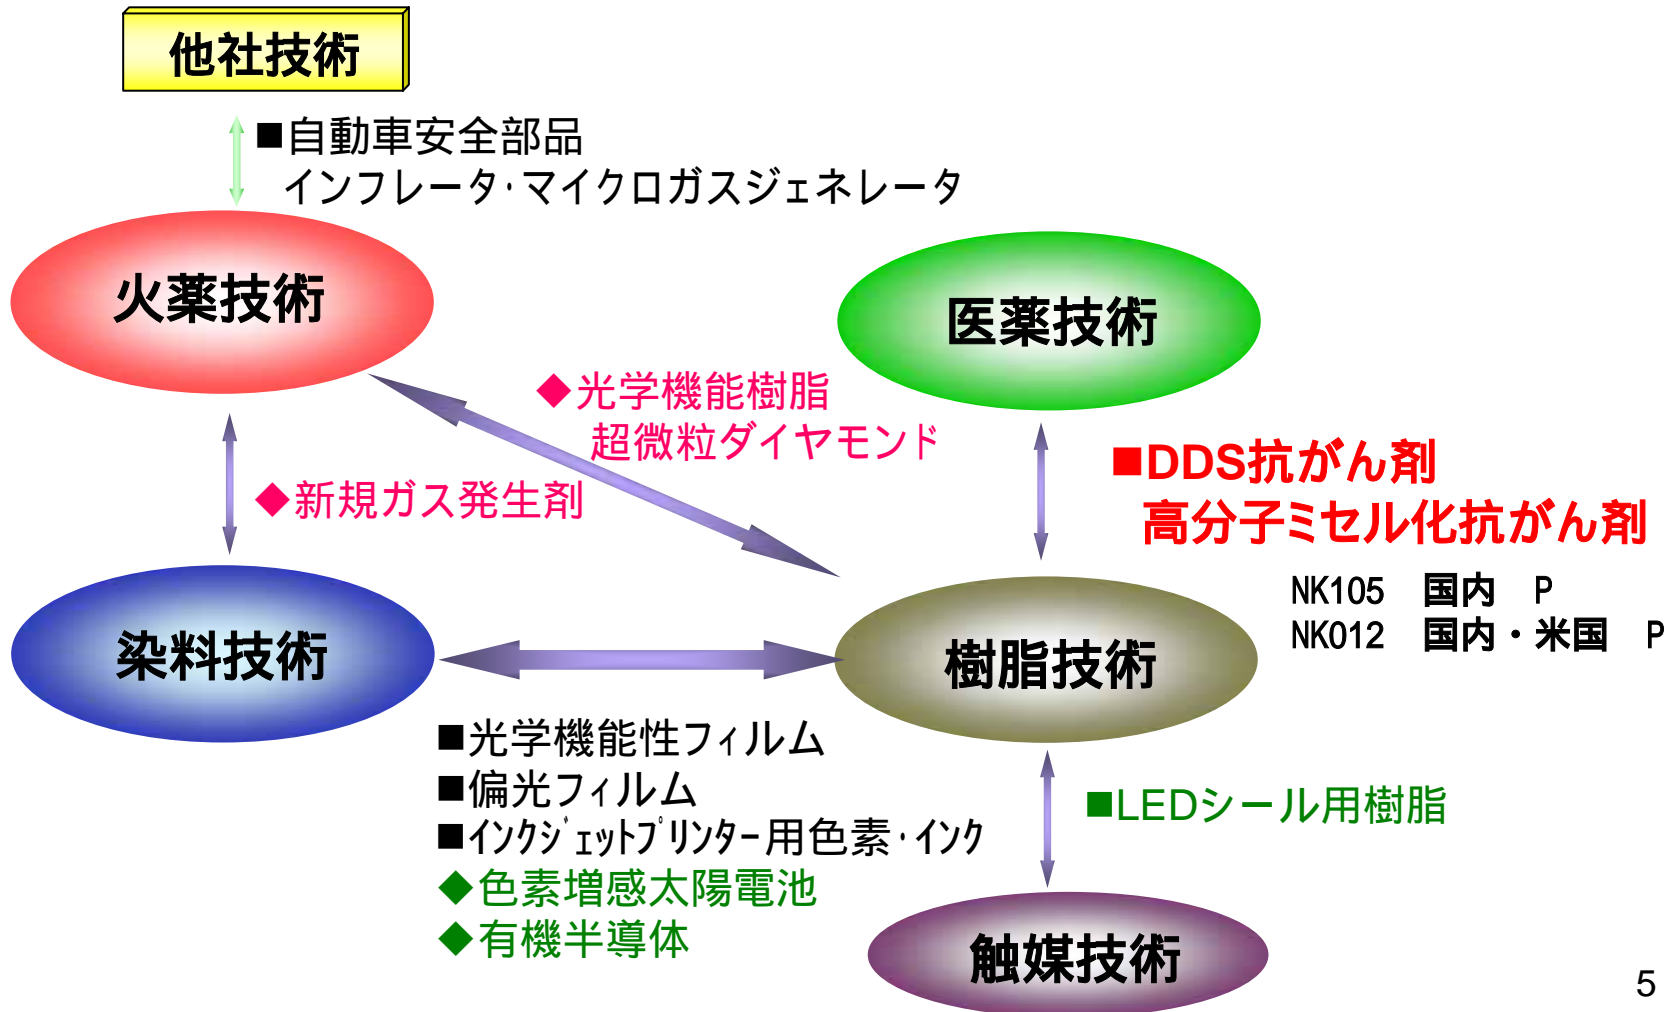 他社技術
■自動車安全部品
インフレータ・マイクロガスジェネレータ
火薬技術
医薬技術
◆光学機能樹脂
超微粒ダイヤモンド
◆新規ガス発生剤
■DDS抗がん剤
高分子ミセル化抗がん剤
NK105　国内　P
NK012　国内・米国　P
染料技術
樹脂技術
■光学機能性フィルム
■偏光フィルム
■インクジェットプリンター用色素・インク
◆色素増感太陽電池
◆有機半導体
■LEDシール用樹脂
触媒技術
5